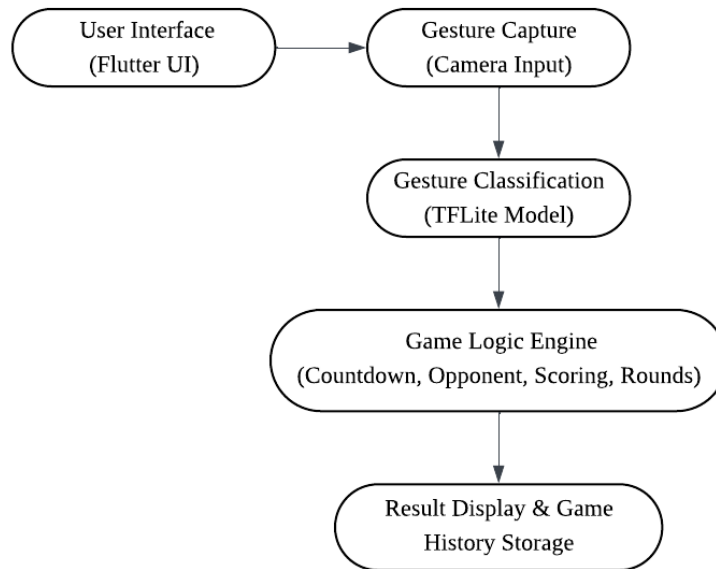 User Interface
(Flutter UI)
Gesture Capture
(Camera Input)
Gesture Classification
(TFLite Model)
Game Logic Engine
(Countdown, Opponent, Scoring, Rounds)
Result Display & Game
History Storage